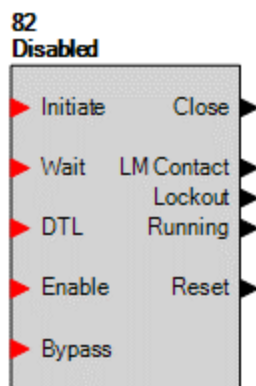 82
Disabled
Initiate Close
Wait LM Contact
Lockout
DTL Running
Enable Reset
Bypass